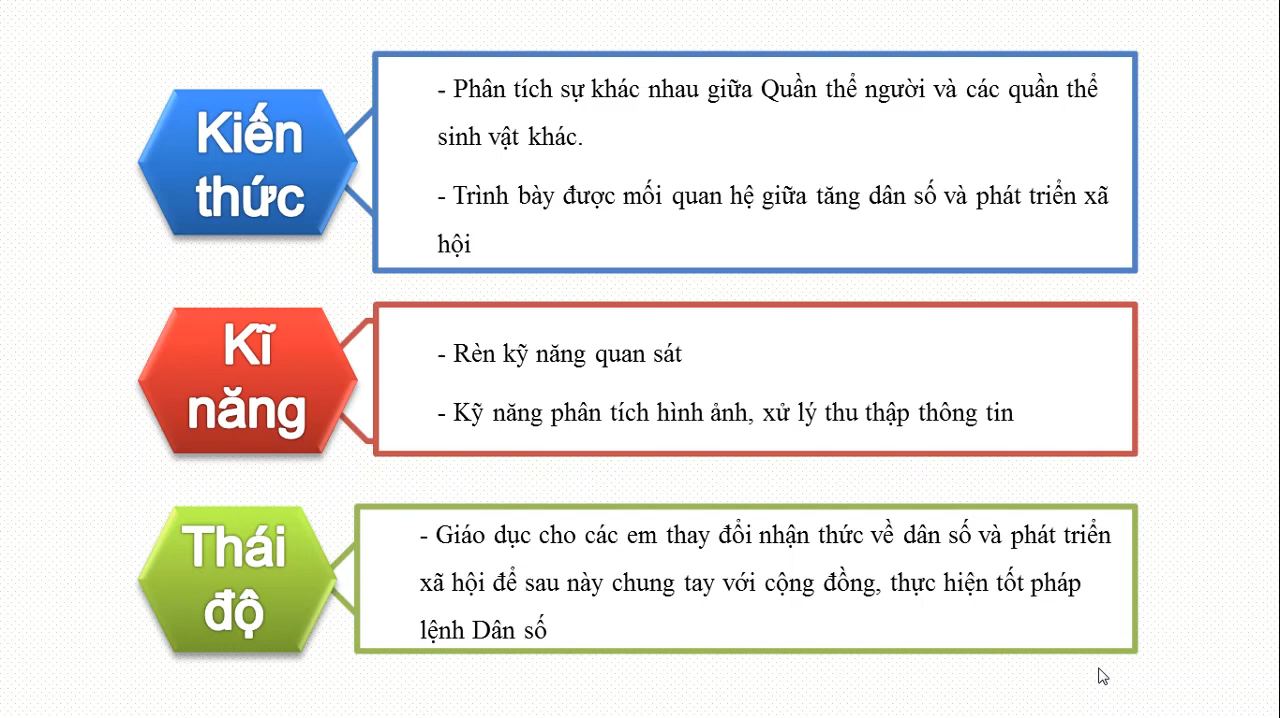 Kiến
thức
- Phân tích sự khác nhau giữa Quần thể người và các quần thể
sinh vật khác.
- Trình bày được mối quan hệ giữa tăng dân số và phát triển xã
hội
Kĩ
năng
- Rèn kỹ năng quan sát
- Kỹ năng phân tích hình ảnh, xử lý thu thập thông tin
Thái
độ
- Giáo dục cho các em thay đổi nhận thức về dân số và phát triển
xã hội để sau này chung tay với cộng đồng, thực hiện tốt pháp
lệnh Dân số